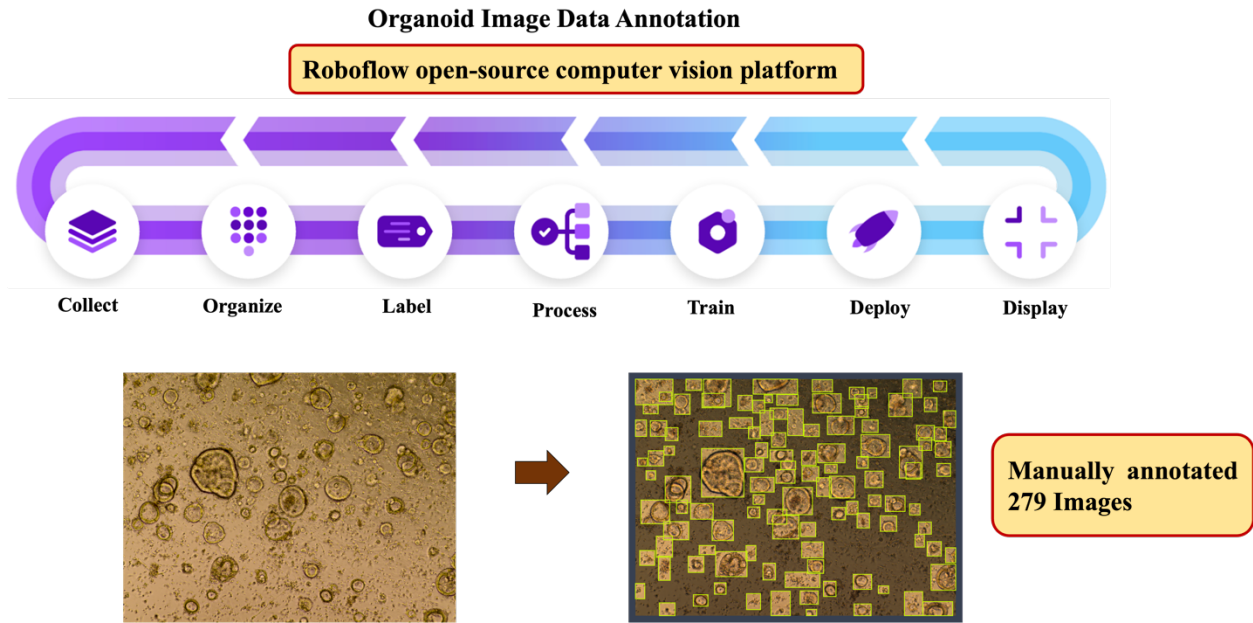 Organoid Image Data Annotation
Roboflow open-source computer vision platform
Collect
Organize
Label
Process
Train
Deploy
Display
Manually annotated
279 Images